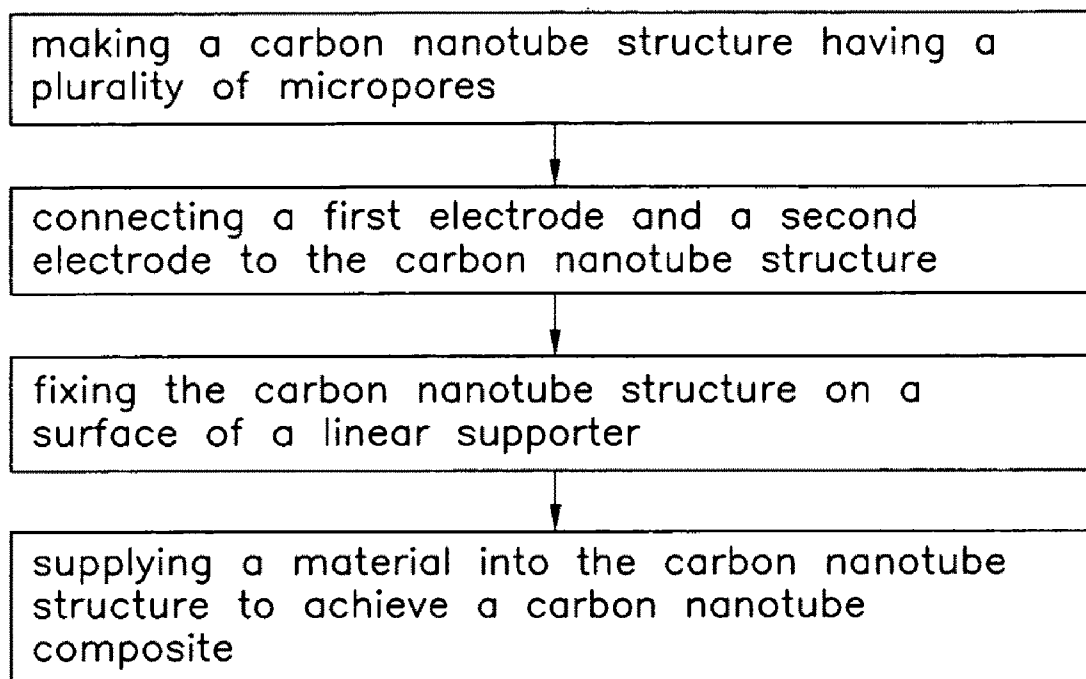 making a carbon nanotube structure having a
plurality of micropores
connecting a first electrode and a second
electrode to the carbon nanotube structure
fixing the carbon nanotube structure on a
surface of a linear supporter
supplying a material into the carbon nanotube
structure to achieve a carbon nanotube
composite